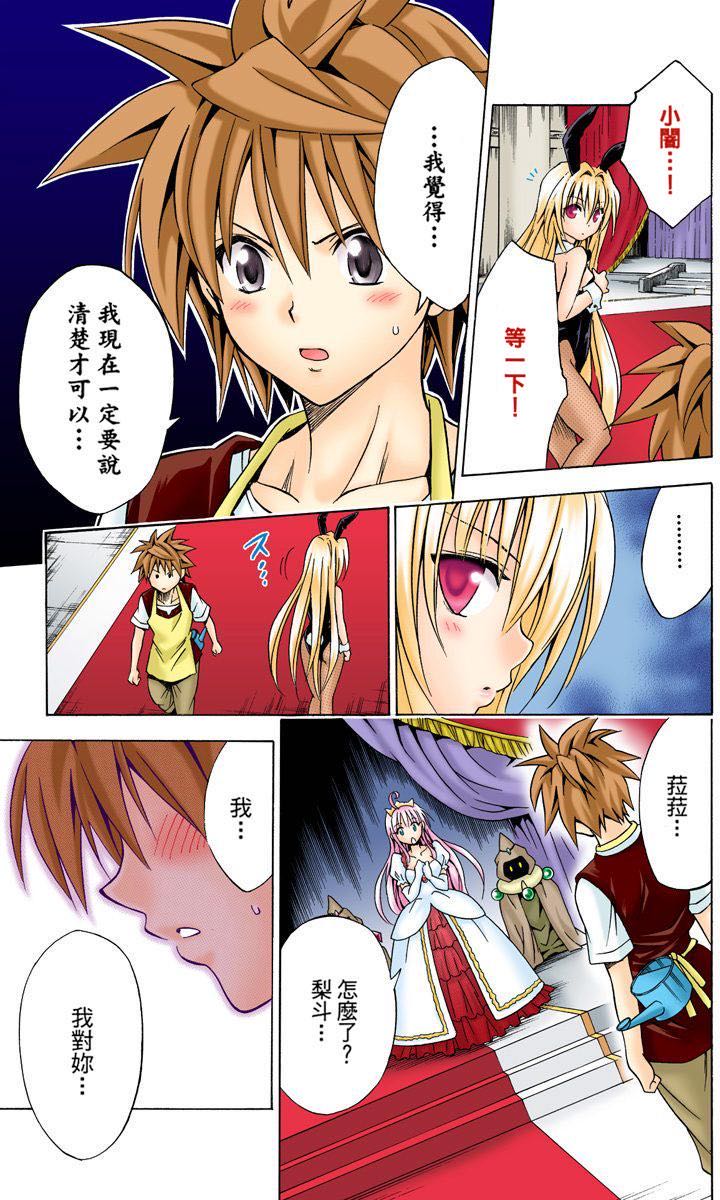 小闇…！
等一下！
…我覺得…
我現在一定要說
清楚才可以…
………
ス…
菈菈…
怎麼了？
梨斗…
我…
我對妳…